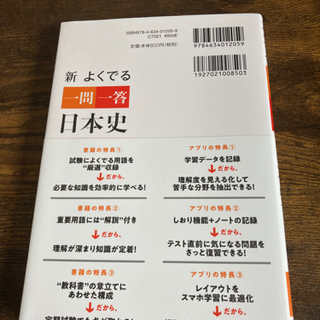 ISBN978-4-634-01205-9
C7021 ¥850E
定価:本体850円(税別)
9784634012059
1927021008503
新 よくでる
一問一答
日本史
書籍の特長①
試験によくでる用語を
“厳選”収録
だから、
必要な知識を効率的に学べる!
書籍の特長②
重要用語には“解説”付き
だから、
理解が深まり知識が定着!
書籍の特長③
“教科書”の章立てに
あわせた構成
だから、
アプリの特長①
学習データを記録
だから、
理解度を見える化して
苦手な分野を抽出できる!
アプリの特長②
しおり機能+ノートの記録
だから、
テスト直前に気になる問題を
さっと復習できる!
アプリの特長③
レイアウトを
スマホ学習に最適化
だから、